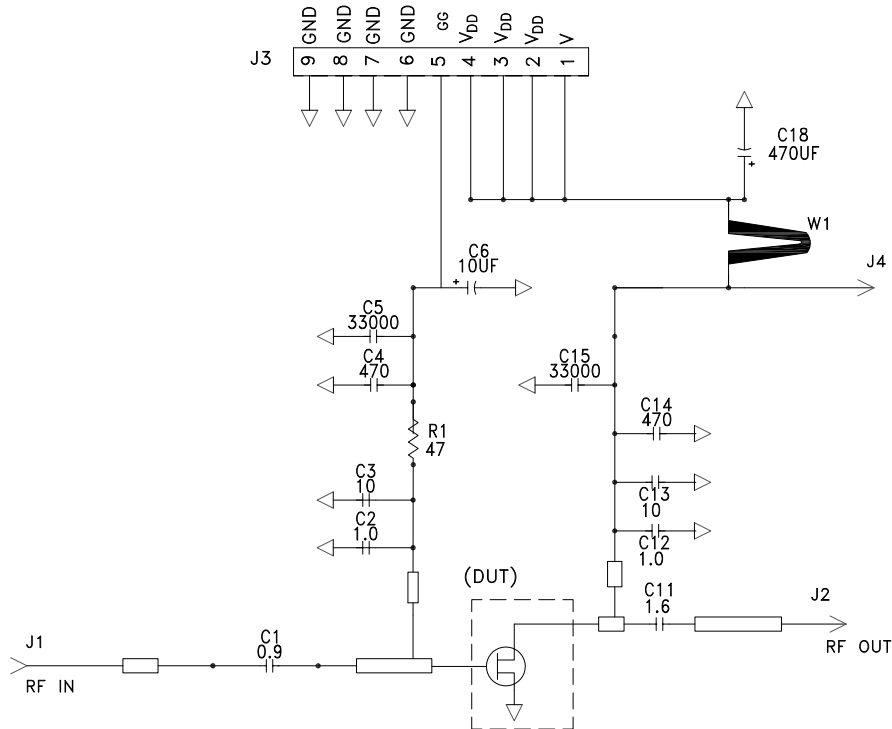 GND
GND
GND
GND
GG
VDD
VDD
VDD
V
J3
9
8
7
6
5
4
3
2
1
C18
470UF
+
W1
J4
C6
10UF
+
C5
33000
C4
470
C15
33000
C14
470
R1
47
C3
10
C13
10
C2
1.0
C12
1.0
(DUT)
C11
1.6
J2
RF OUT
J1
C1
0.9
RF IN